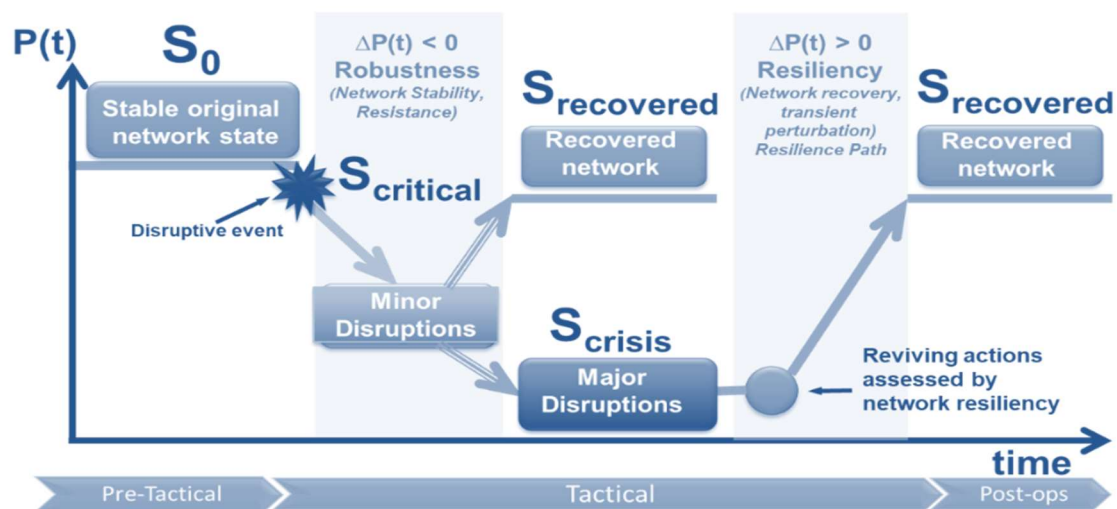 P(t)
S0
Stable original
network state
Disruptive event
Scritical
ΔP(t) < 0
Robustness
(Network Stability,
Resistance)
Minor
Disruptions
Srecovered
Recovered
network
Scrisis
Major
Disruptions
ΔP(t) > 0
Resiliency
(Network recovery,
transient
perturbation)
Resilience Path
Srecovered
Recovered
network
Reviving actions
assessed by
network resiliency
time
Pre-Tactical
Tactical
Post-ops